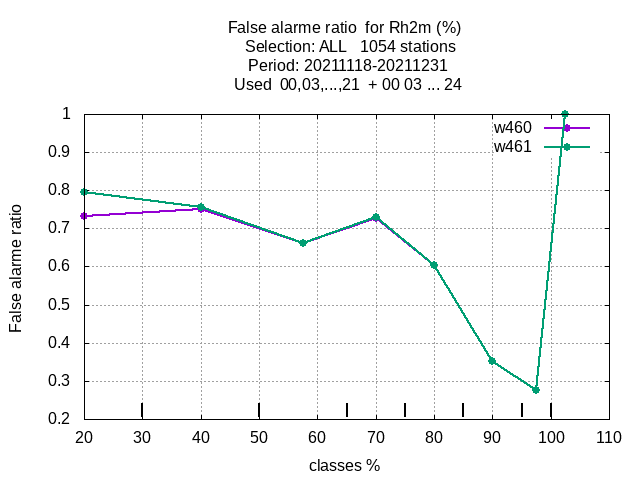 False alarme ratio  for Rh2m (%)
Selection: ALL   1054 stations
Period: 20211118-20211231
Used  00,03,...,21  + 00 03 ... 24
w460
w461
1
0.9
0.8
0.7
0.6
0.5
0.4
0.3
0.2
False alarme ratio
20 30 40 50 60 70 80 90 100 110
classes %